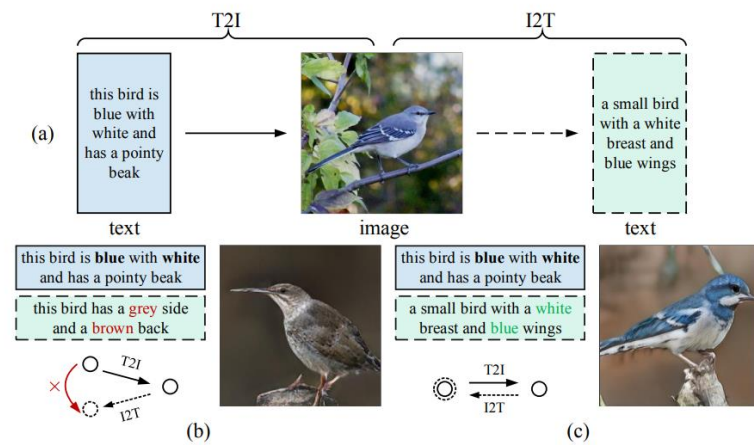 T2I
I2T
(a)
this bird is
blue with
white and
has a pointy
beak
a small bird
with a white
breast and
blue wings
text
image
text
this bird is blue with white
and has a pointy beak
this bird has a grey side
and a brown back
T2I
×
I2T
(b)
this bird is blue with white
and has a pointy beak
a small bird with a white
breast and blue wings
T2I
I2T
(c)